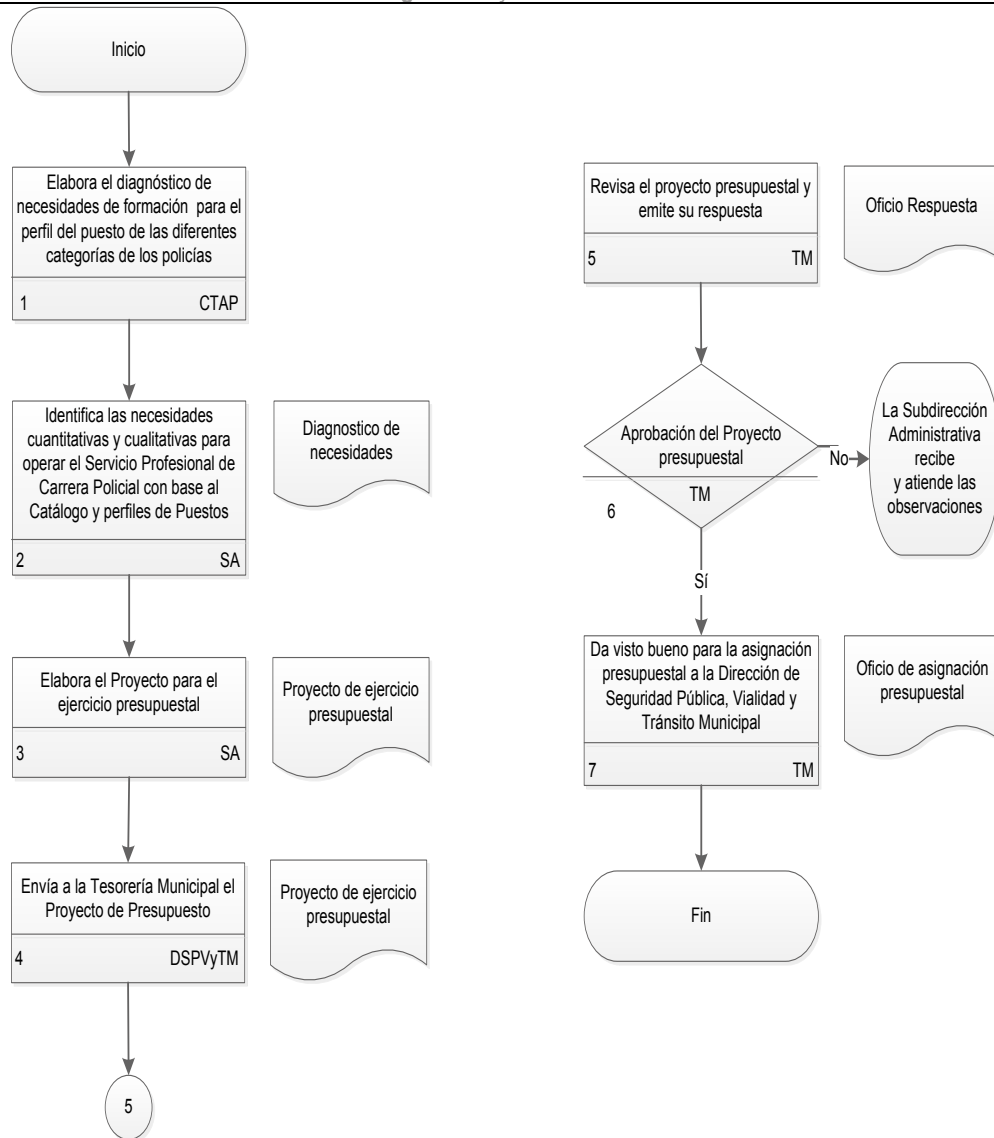 Inicio
Elabora el diagnóstico de
necesidades de formación para el
perfil del puesto de las diferentes
categorías de los policías
1 CTAP
Identifica las necesidades
cuantitativas y cualitativas para
operar el Servicio Profesional de
Carrera Policial con base al
Catálogo y perfiles de Puestos
2 SA
Diagnostico de
necesidades
Elabora el Proyecto para el
ejercicio presupuestal
3 SA
Proyecto de ejercicio
presupuestal
Envía a la Tesorería Municipal el
Proyecto de Presupuesto
4 DSPVyTM
Proyecto de ejercicio
presupuestal
5
Revisa el proyecto presupuestal y
emite su respuesta
5 TM
Oficio Respuesta
Aprobación del Proyecto
presupuestal
TM
6
No
La Subdirección
Administrativa
recibe
y atiende las
observaciones
Sí
Da visto bueno para la asignación
presupuestal a la Dirección de
Seguridad Pública, Vialidad y
Tránsito Municipal
7 TM
Oficio de asignación
presupuestal
Fin